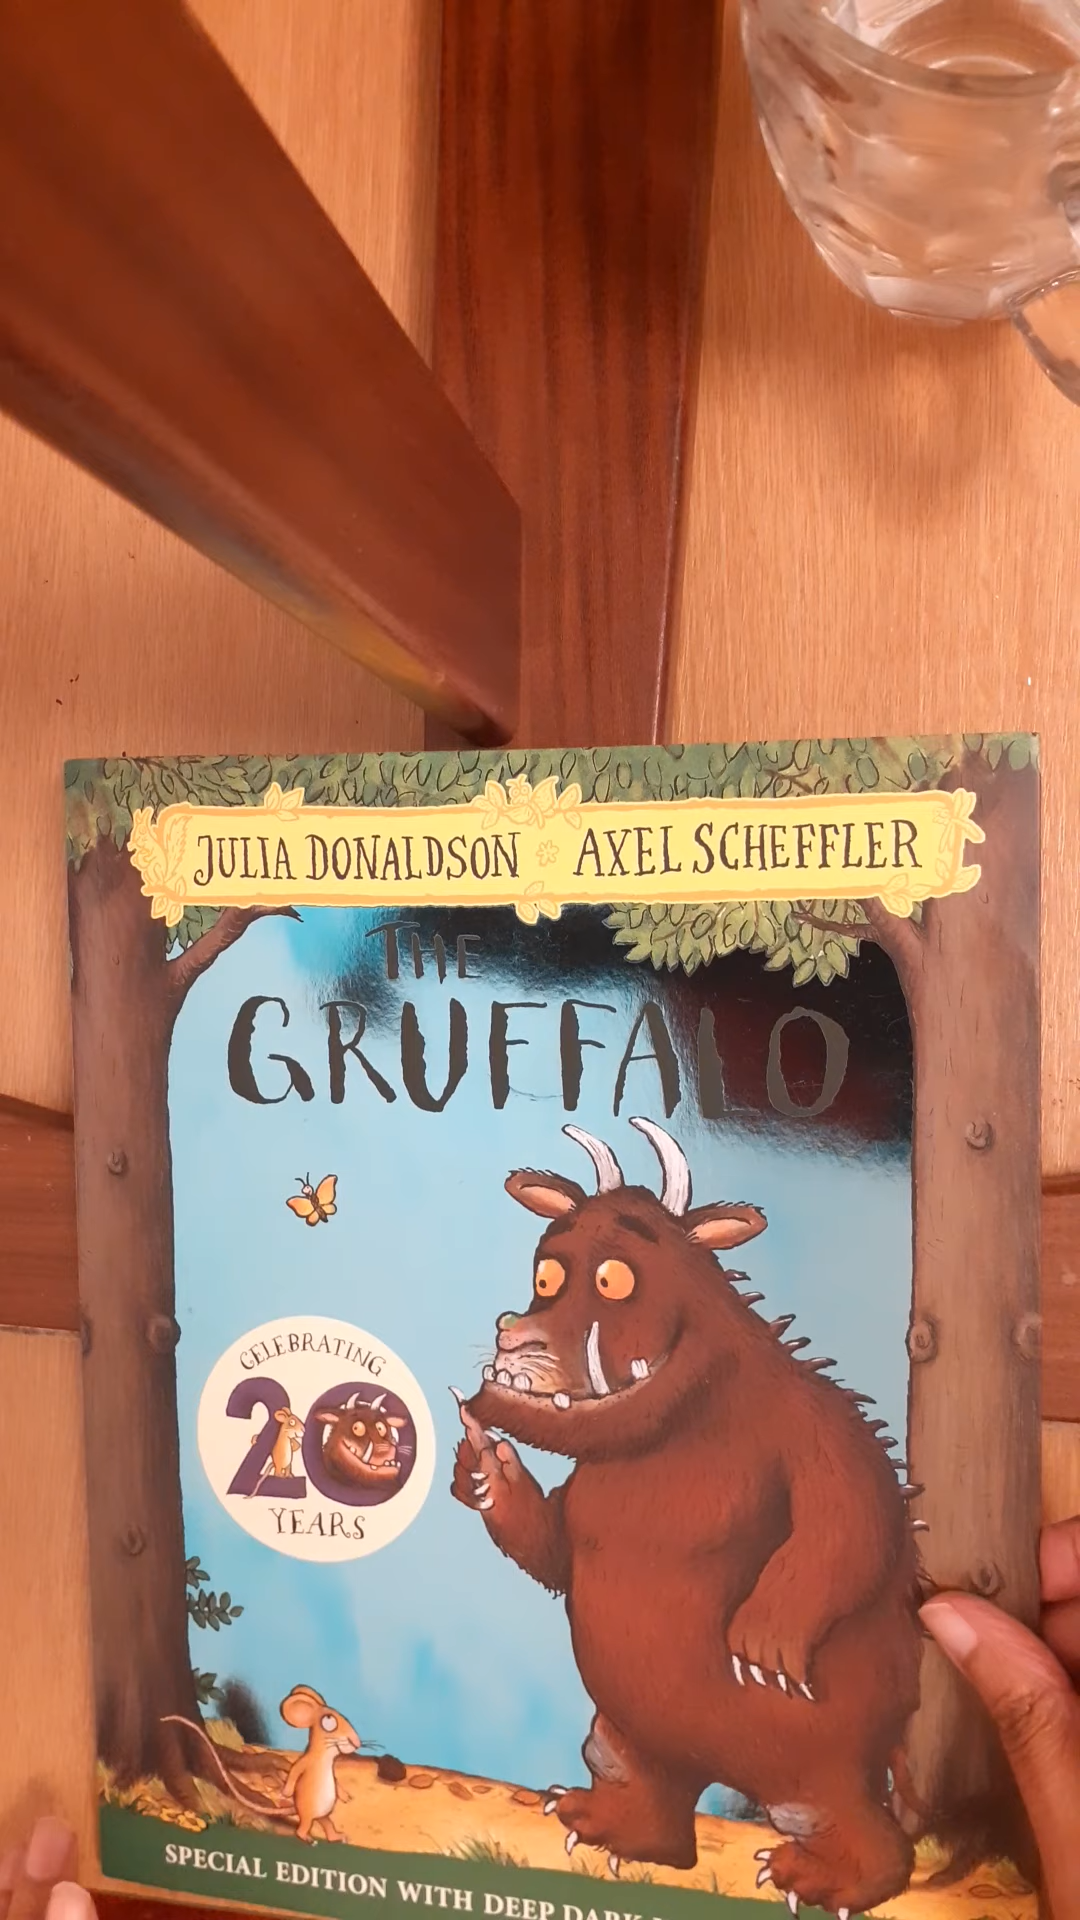 JULIA DONALDSON * AXEL SCHEFFLER
THE
GRUFFALO
CELEBRATING
20
YEARS
SPECIAL EDITION WITH DEEP DARK